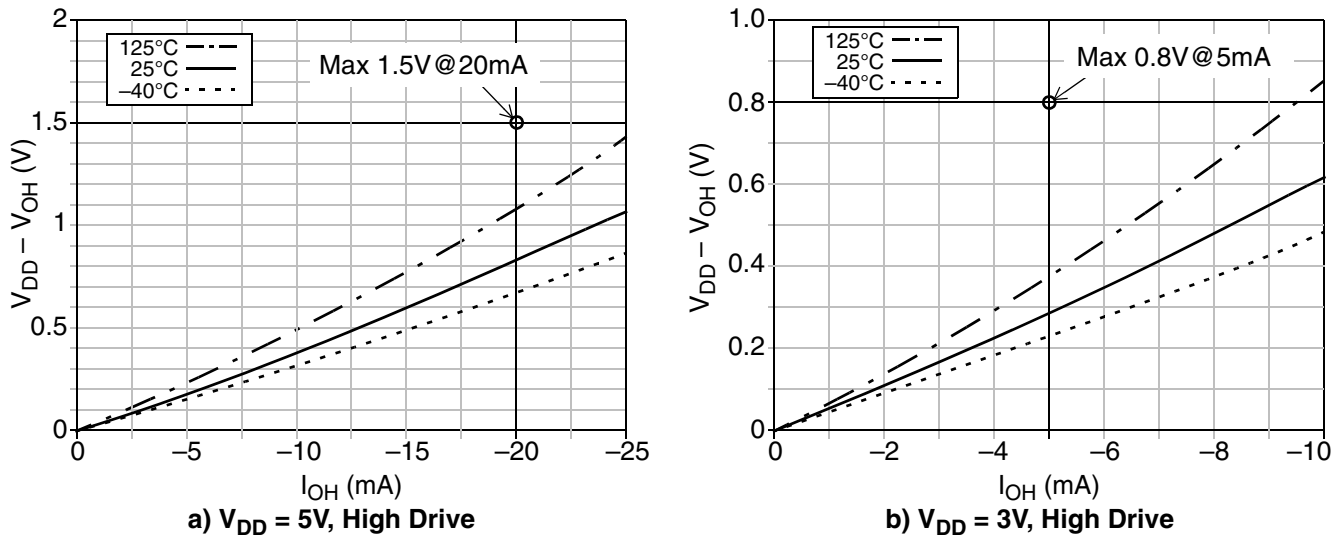 2
1.5
1
0.5
0
V_DD – V_OH (V)
125°C
25°C
–40°C
Max 1.5V@20mA
0 –5 –10 –15 –20 –25
I_OH (mA)
a) V_DD = 5V, High Drive
1.0
0.8
0.6
0.4
0.2
0
V_DD – V_OH (V)
125°C
25°C
–40°C
Max 0.8V@5mA
0 –2 –4 –6 –8 –10
I_OH (mA)
b) V_DD = 3V, High Drive